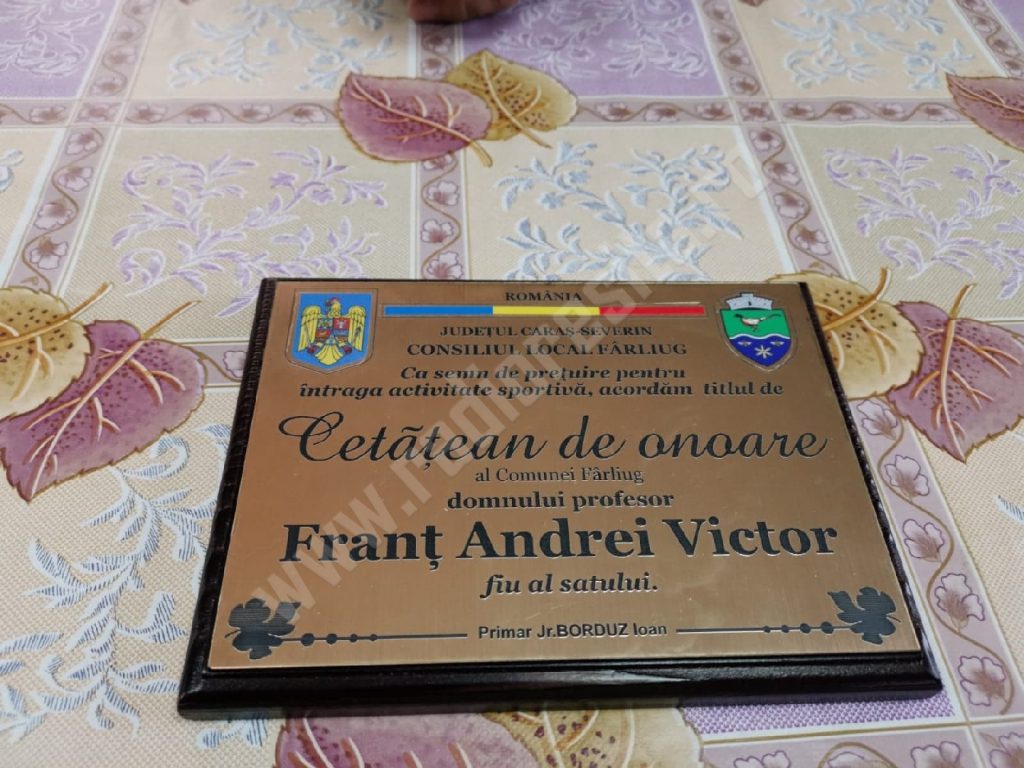 ROMÂNIA
JUDEȚUL CARAȘ-SEVERIN
CONSILIUL LOCAL FÂRLIUG
Ca semn de prețuire pentru
întraga activitate sportivă, acordăm titlul de
Cetãțean de onoare
al Comunei Fârliug
domnului profesor
Franț Andrei Victor
fiu al satului.
Primar Jr.BORDUZ Ioan